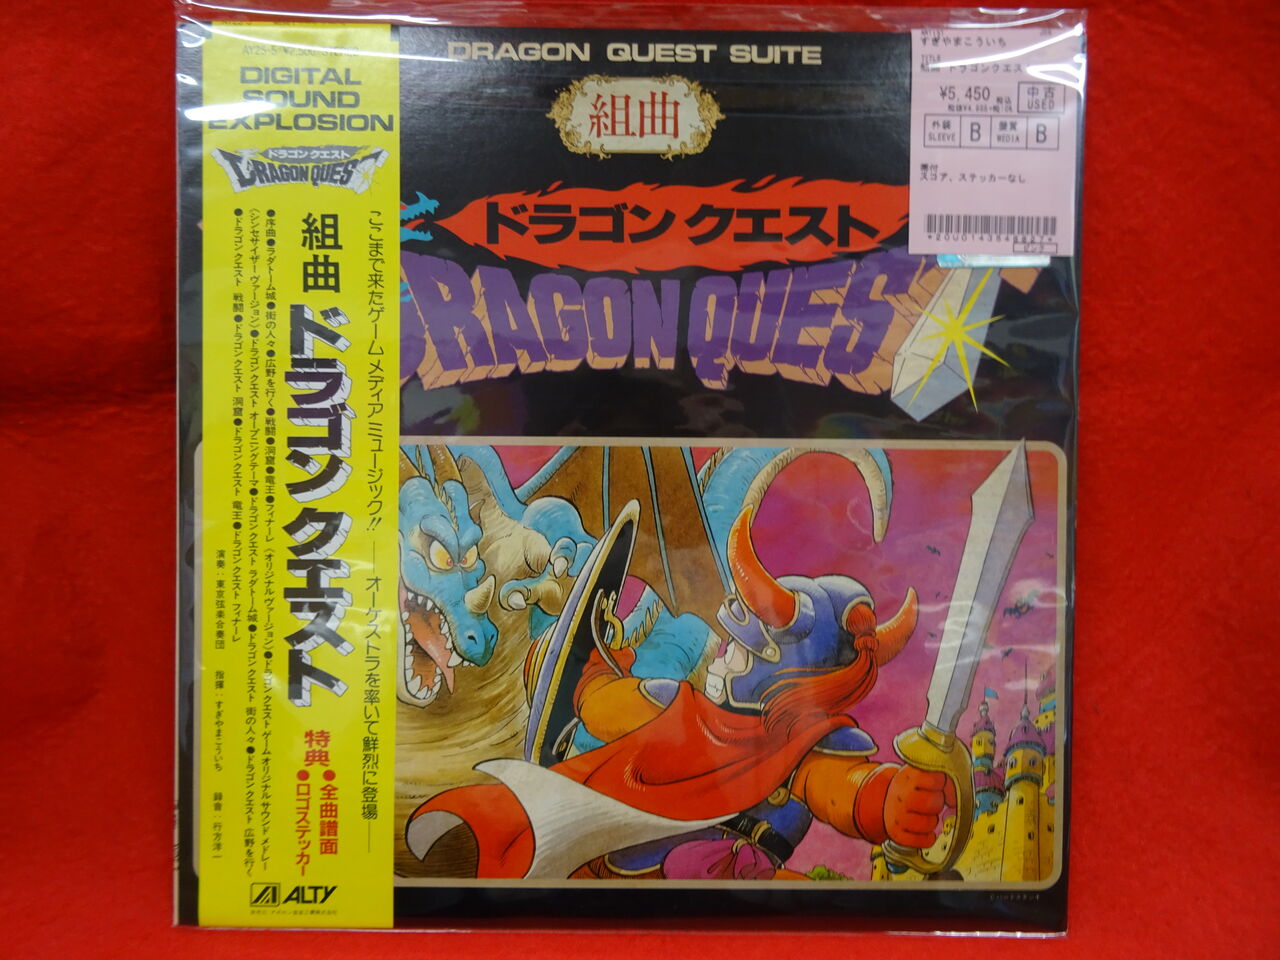 AY25-5
DIGITAL
SOUND
EXPLOSION
ドラゴンクエスト
DRAGON QUEST
組曲 ドラゴンクエスト
ここまで来たゲームメディアミュージック!!——オーケストラを率いて鮮烈に登場——
●序曲●ラダトーム城●街の人々●広野を行く●戦闘●洞窟●竜王●フィナーレ《オリジナルヴァージョン》●ドラゴンクエスト ゲームオリジナルサウンドメドレー
《シンセサイザーヴァージョン》●ドラゴンクエスト オープニングテーマ●ドラゴンクエスト ラダトーム城●ドラゴンクエスト 街の人々●ドラゴンクエスト 広野を行く
●ドラゴンクエスト 戦闘●ドラゴンクエスト 洞窟●ドラゴンクエスト 竜王●ドラゴンクエスト フィナーレ
演奏:東京弦楽合奏団 指揮:すぎやまこういち 録音:行方洋一
特典
●全曲譜面
●ロゴステッカー
ALTY
DRAGON QUEST SUITE
組曲
ドラゴンクエスト
DRAGON QUEST
すぎやまこういち
組曲 ドラゴンクエス
¥5,450 税込
中古
USED
外装
SLEEVE
B
盤質
MEDIA
B
帯付
スコア、ステッカーなし